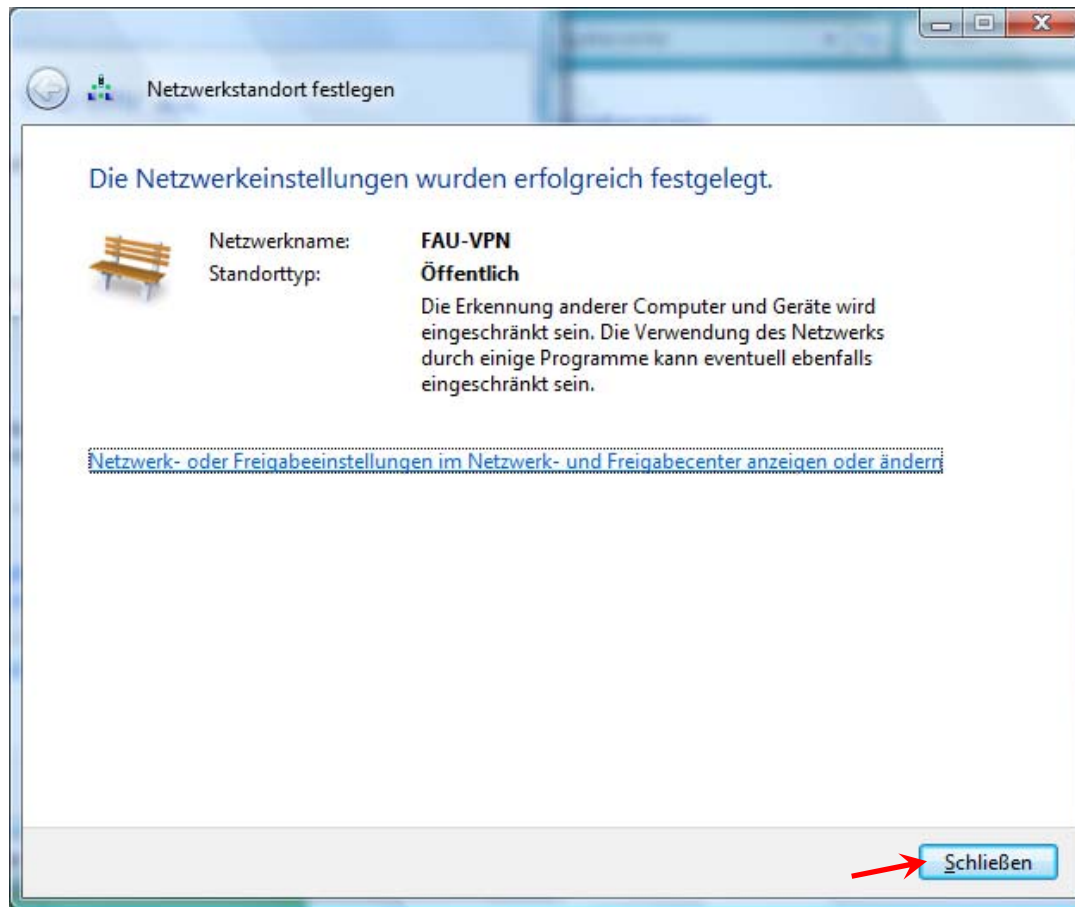 Netzwerkstandort festlegen
Die Netzwerkeinstellungen wurden erfolgreich festgelegt.
Netzwerkname: FAU-VPN
Standorttyp: Öffentlich
Die Erkennung anderer Computer und Geräte wird
eingeschränkt sein. Die Verwendung des Netzwerks
durch einige Programme kann eventuell ebenfalls
eingeschränkt sein.
Netzwerk- oder Freigabeeinstellungen im Netzwerk- und Freigabecenter anzeigen oder ändern
Schließen